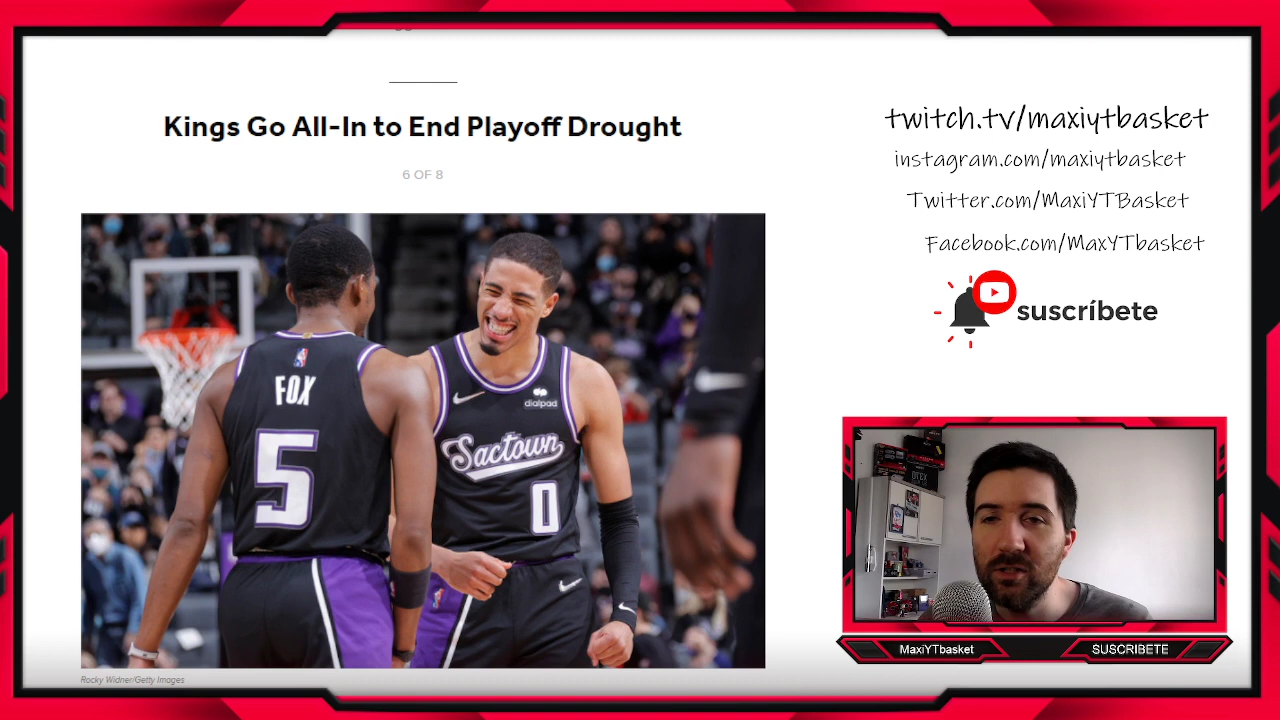 Kings Go All-In to End Playoff Drought
6 OF 8
FOX
5
dialpad
Sactown
0
Rocky Widner/Getty Images
twitch.tv/maxiytbasket
instagram.com/maxiytbasket
Twitter.com/MaxiYTBasket
Facebook.com/MaxYTbasket
suscríbete
MaxiYTbasket
SUSCRIBETE